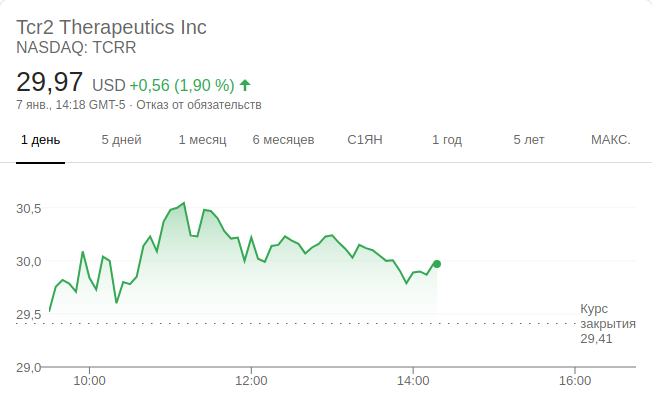 Tcr2 Therapeutics Inc
NASDAQ: TCRR
29,97 USD +0,56 (1,90 %)
7 янв., 14:18 GMT-5 · Отказ от обязательств
1 день 5 дней 1 месяц 6 месяцев С1ЯН 1 год 5 лет МАКС.
30,5
30,0
29,5
Курс
закрытия
29,41
29,0
10:00 12:00 14:00 16:00